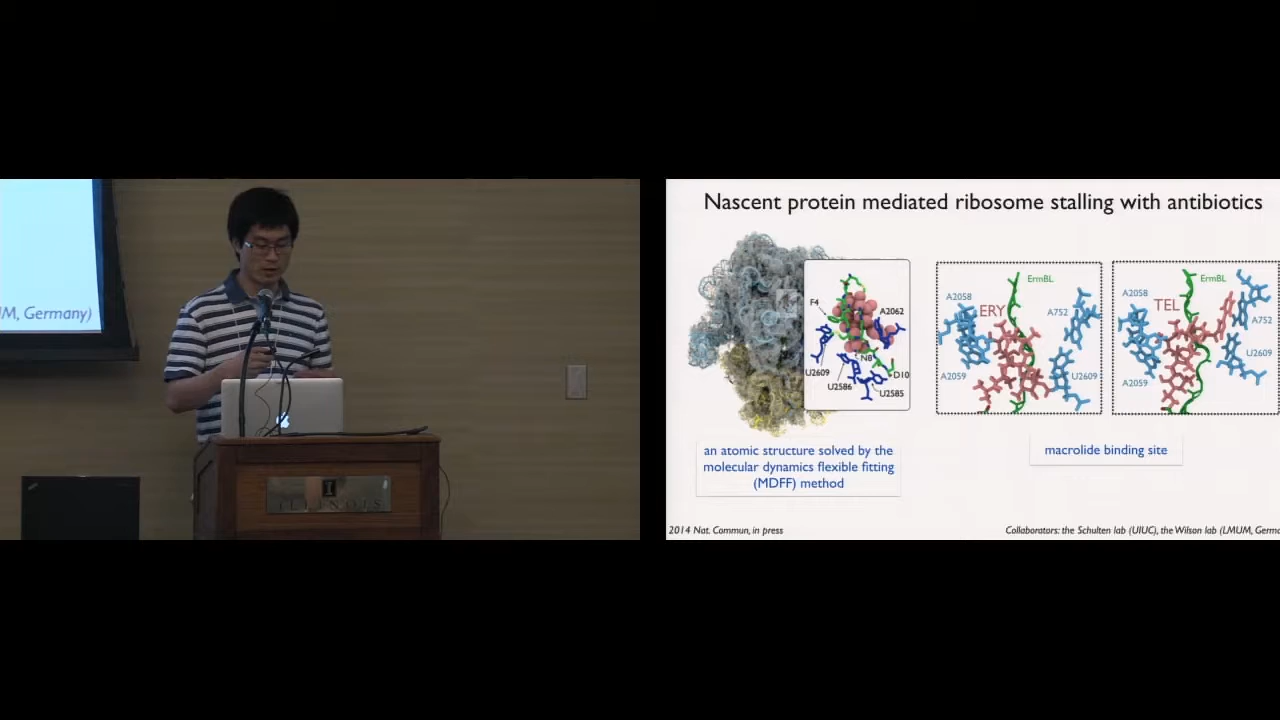 M, Germany)
ILLINOIS
Nascent protein mediated ribosome stalling with antibiotics
F4
A2062
N8
U2609
D10
U2586
U2585
an atomic structure solved by the
molecular dynamics flexible fitting
(MDFF) method
ErmBL
A2058
ERY
A752
A2059
U2609
ErmBL
A2058
TEL
A752
U2609
A2059
macrolide binding site
2014 Nat. Commun, in press
Collaborators: the Schulten lab (UIUC), the Wilson lab (LMUM, Germ